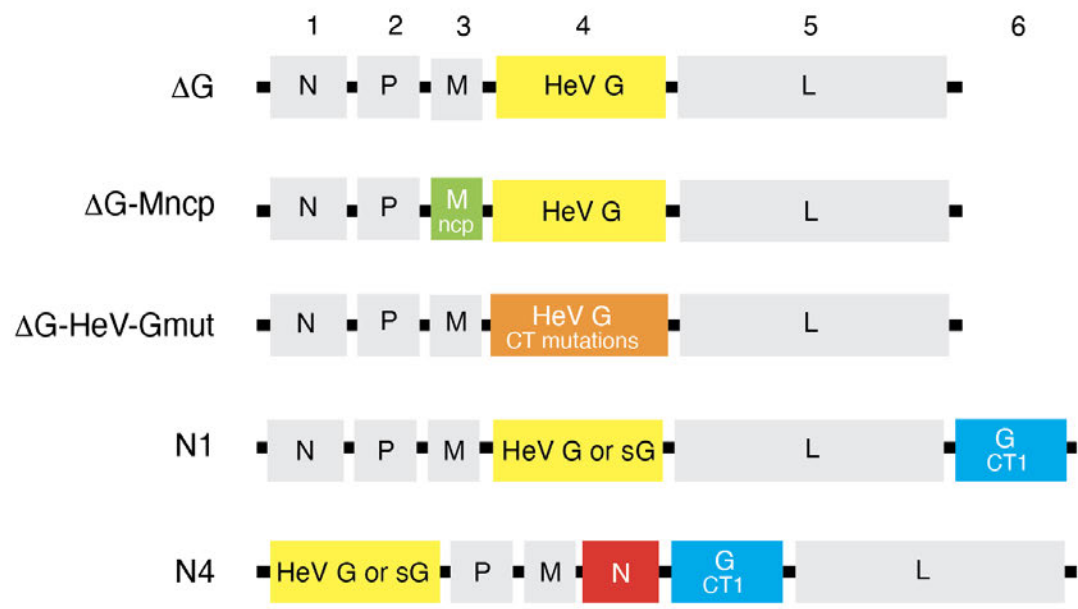 1 2 3 4 5 6
ΔG N P M HeV G L
ΔG-Mncp N P M HeV G L
ncp
ΔG-HeV-Gmut N P M HeV G L
CT mutations
N1 N P M HeV G or sG L G
CT1
N4 HeV G or sG P M N G L
CT1